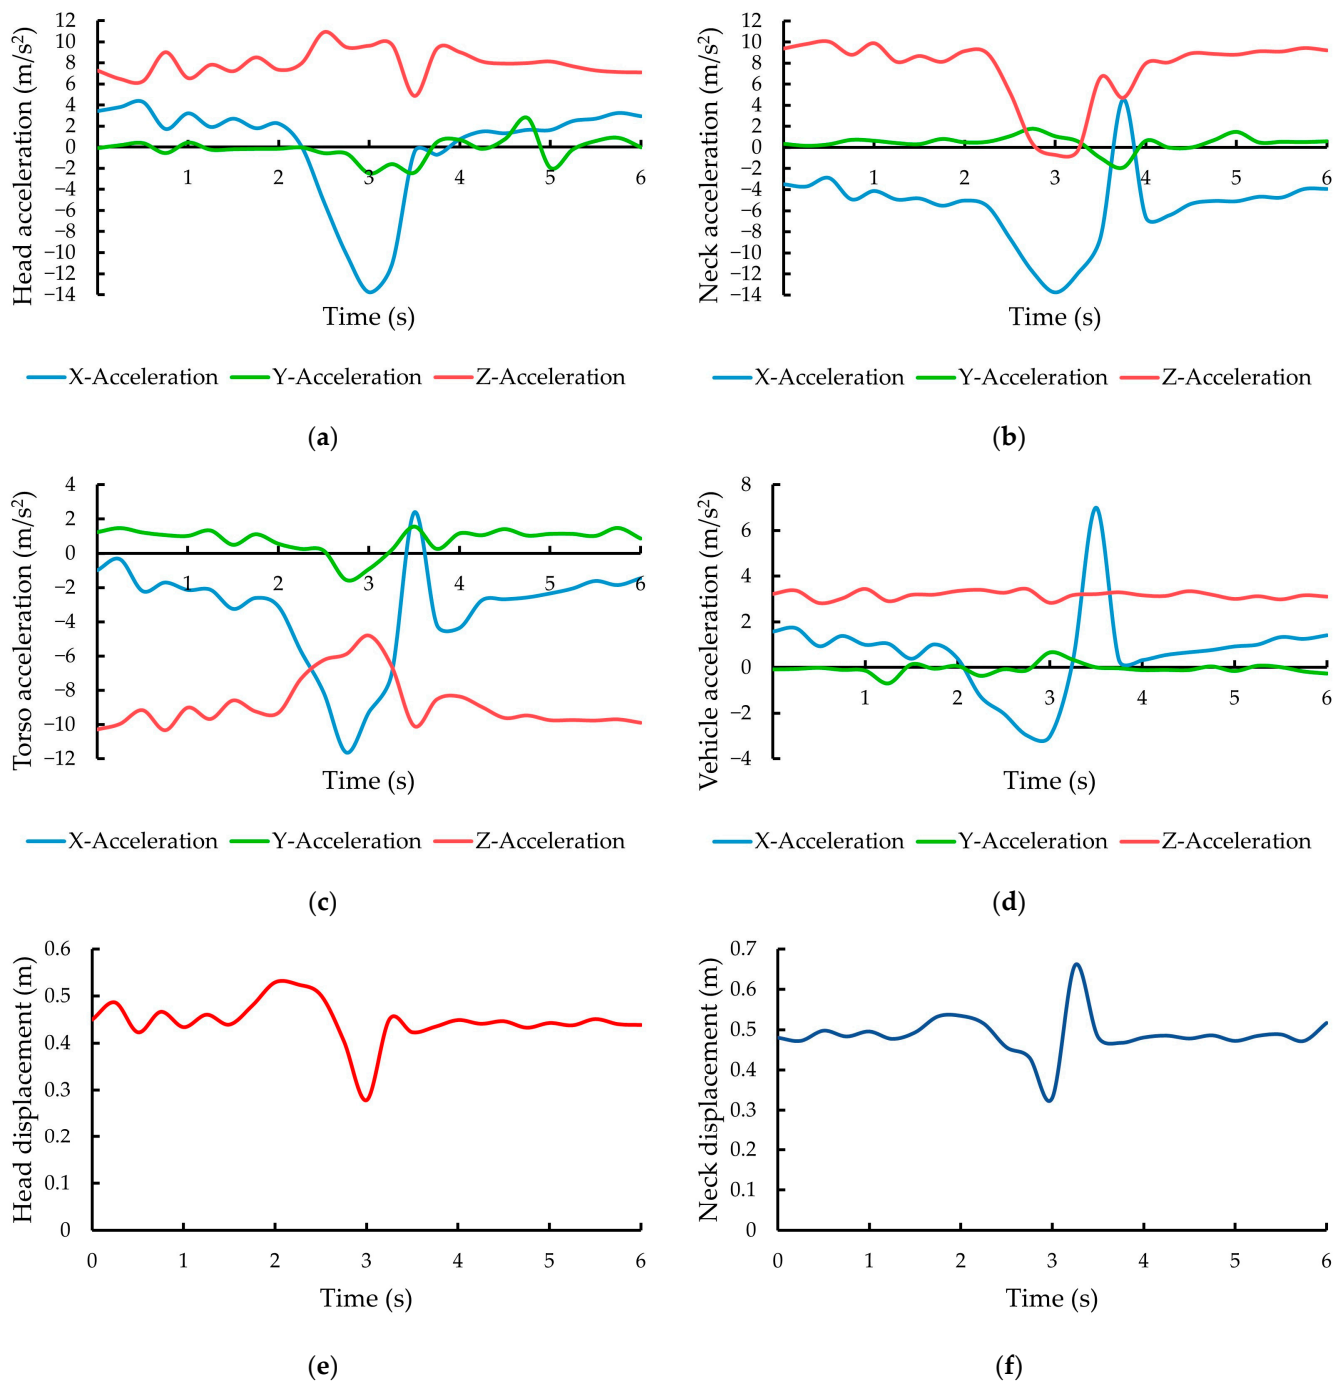 Head acceleration (m/s²)
12
10
8
6
4
2
0
−2
−4
−6
−8
−10
−12
−14
1 2 3 4 5 6
Time (s)
X-Acceleration Y-Acceleration Z-Acceleration
(a)
Neck acceleration (m/s²)
12
10
8
6
4
2
0
−2
−4
−6
−8
−10
−12
−14
1 2 3 4 5 6
Time (s)
X-Acceleration Y-Acceleration Z-Acceleration
(b)
Torso acceleration (m/s²)
4
2
0
−2
−4
−6
−8
−10
−12
1 2 3 4 5 6
Time (s)
X-Acceleration Y-Acceleration Z-Acceleration
(c)
Vehicle acceleration (m/s²)
8
6
4
2
0
−2
−4
1 2 3 4 5 6
Time (s)
X-Acceleration Y-Acceleration Z-Acceleration
(d)
Head displacement (m)
0.6
0.5
0.4
0.3
0.2
0.1
0
0 1 2 3 4 5 6
Time (s)
(e)
Neck displacement (m)
0.7
0.6
0.5
0.4
0.3
0.2
0.1
0
0 1 2 3 4 5 6
Time (s)
(f)